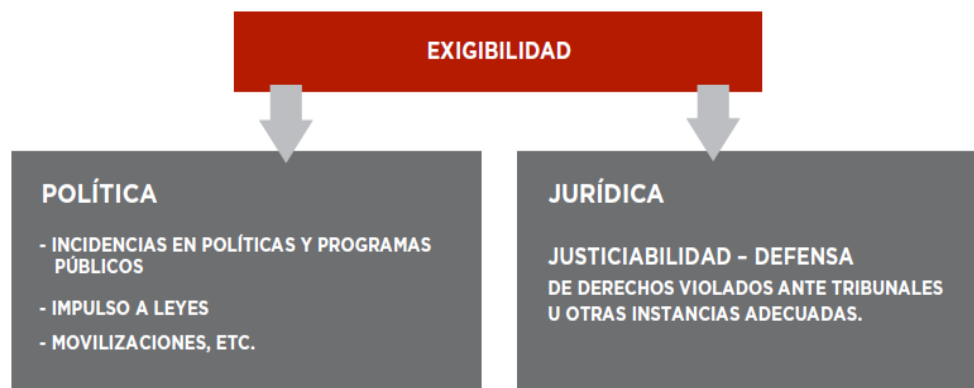 EXIGIBILIDAD
POLÍTICA
- INCIDENCIAS EN POLÍTICAS Y PROGRAMAS
PÚBLICOS
- IMPULSO A LEYES
- MOVILIZACIONES, ETC.
JURÍDICA
JUSTICIABILIDAD - DEFENSA
DE DERECHOS VIOLADOS ANTE TRIBUNALES
U OTRAS INSTANCIAS ADECUADAS.